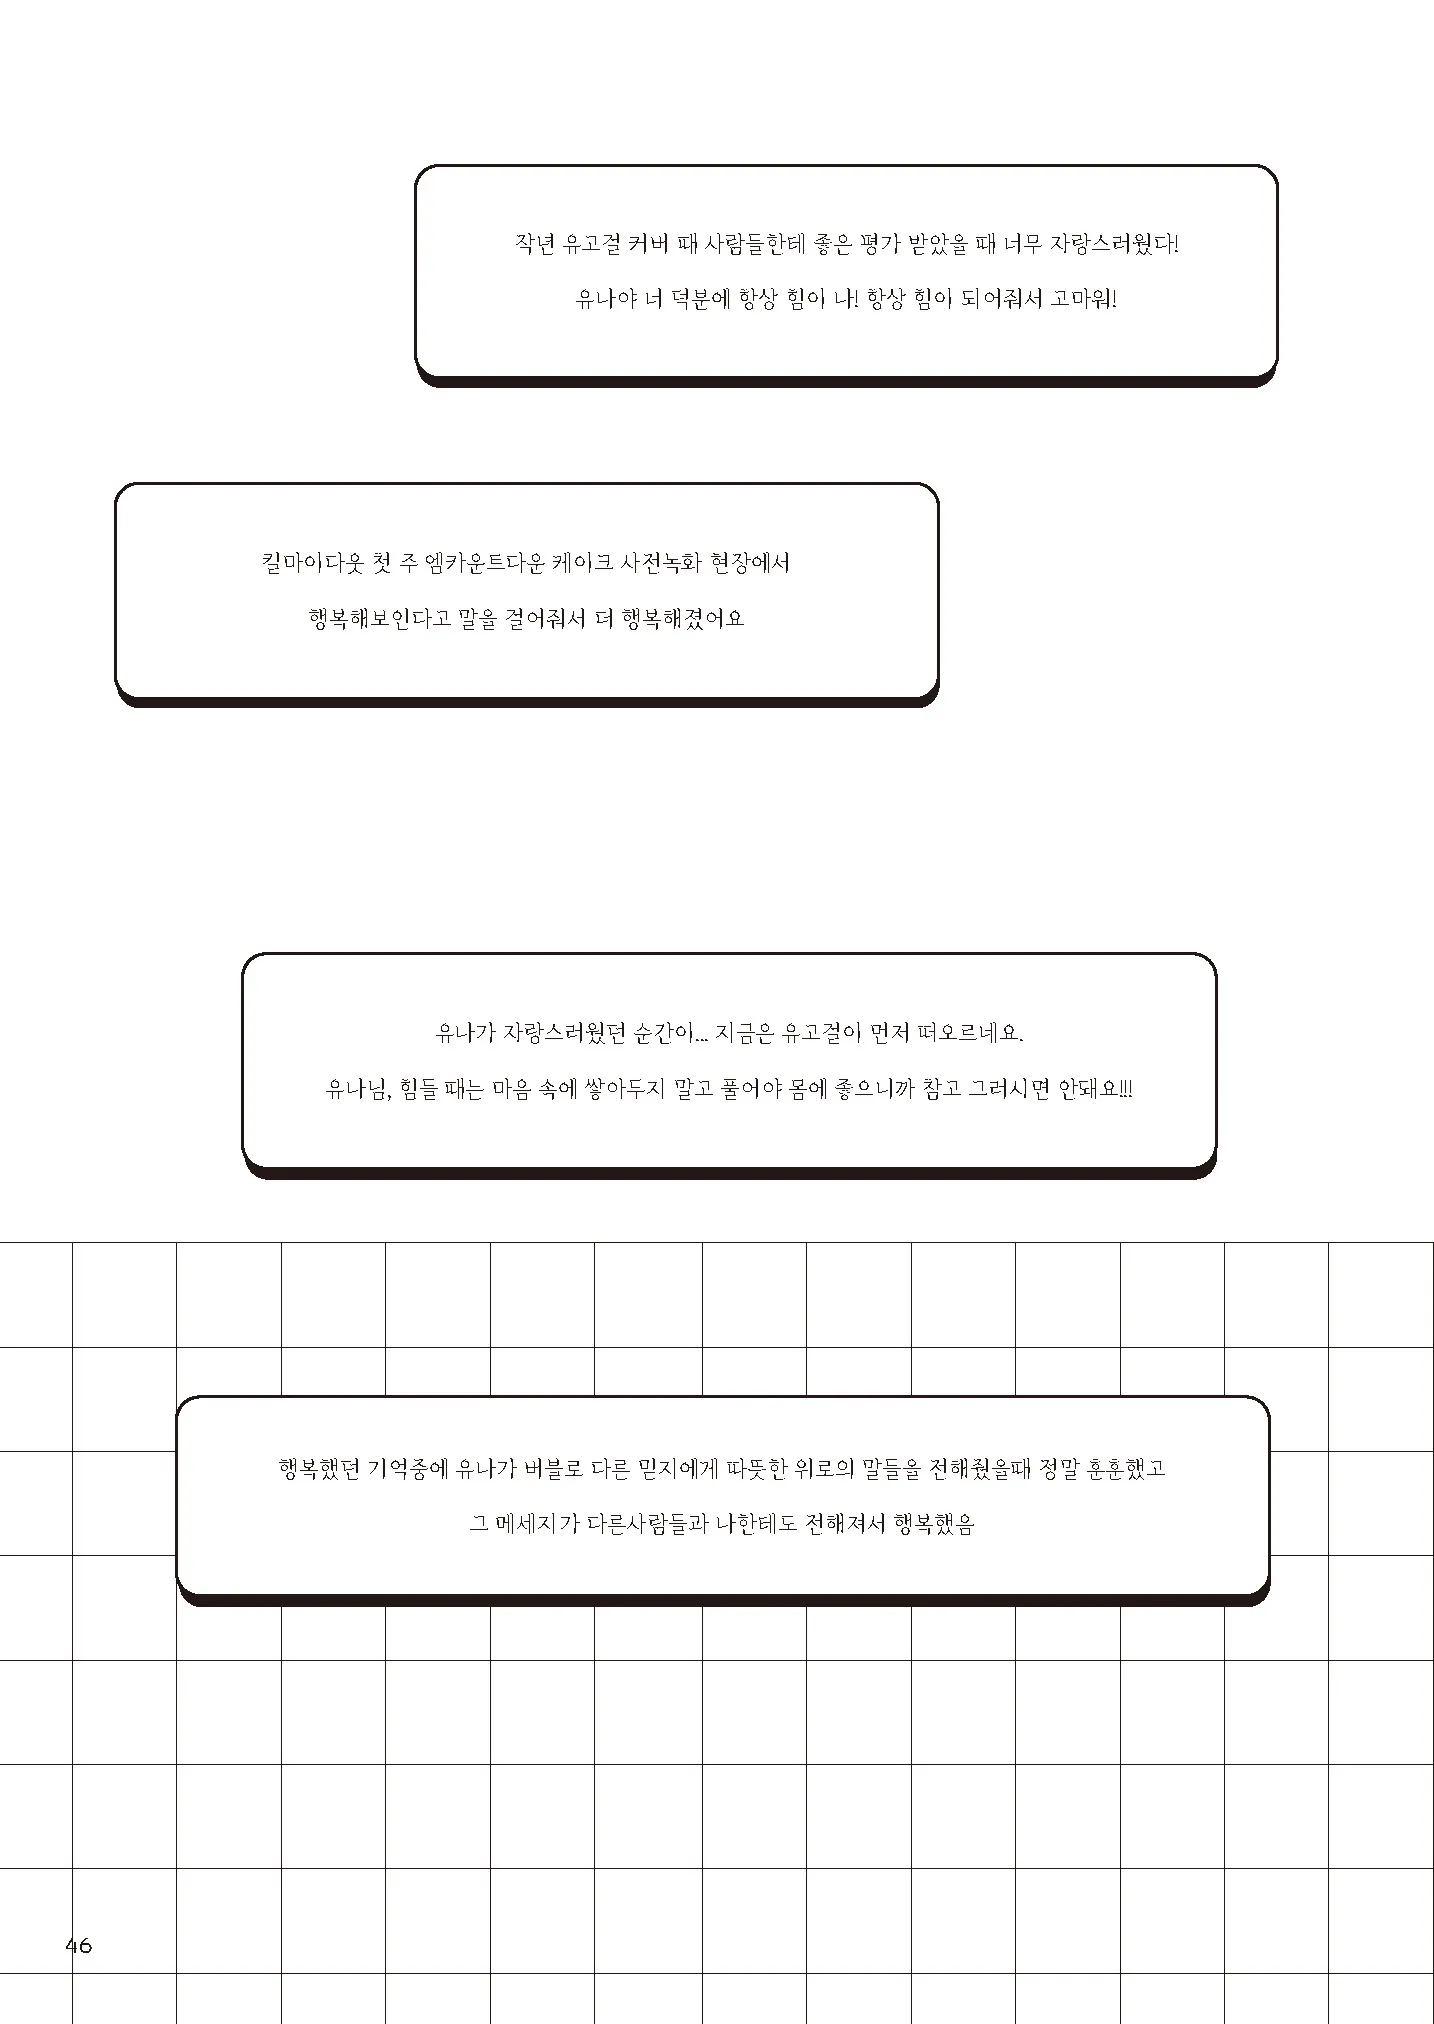 작년 유고걸 커버 때 사람들한테 좋은 평가 받았을 때 너무 자랑스러웠다!
유나야 너 덕분에 항상 힘이 나! 항상 힘이 되어줘서 고마워!
킬마이다웃 첫 주 엠카운트다운 케이크 사전녹화 현장에서
행복해보인다고 말을 걸어줘서 더 행복해졌어요
유나가 자랑스러웠던 순간이... 지금은 유고걸이 먼저 떠오르네요.
유나님, 힘들 때는 마음 속에 쌓아두지 말고 풀어야 몸에 좋으니까 참고 그러시면 안돼요!!!
행복했던 기억중에 유나가 버블로 다른 믿지에게 따뜻한 위로의 말들을 전해줬을때 정말 훈훈했고
그 메세지가 다른사람들과 나한테도 전해져서 행복했음
46